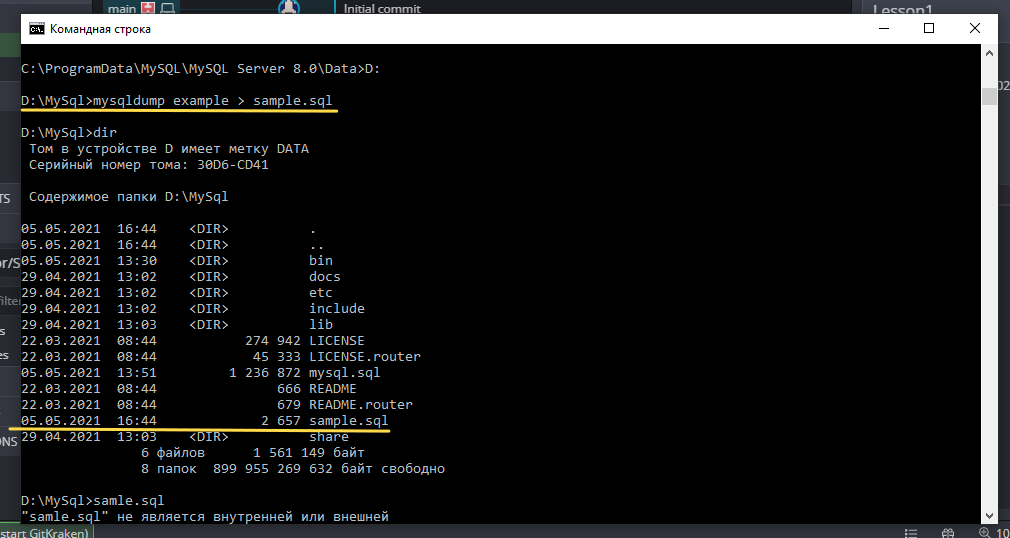 main
Initial commit
Lesson1
Командная строка
C:\ProgramData\MySQL\MySQL Server 8.0\Data>D:
D:\MySql>mysqldump example > sample.sql
D:\MySql>dir
Том в устройстве D имеет метку DATA
Серийный номер тома: 30D6-CD41
Содержимое папки D:\MySql
05.05.2021 16:44 <DIR> .
05.05.2021 16:44 <DIR> ..
05.05.2021 13:30 <DIR> bin
29.04.2021 13:02 <DIR> docs
29.04.2021 13:02 <DIR> etc
29.04.2021 13:02 <DIR> include
29.04.2021 13:03 <DIR> lib
22.03.2021 08:44 274 942 LICENSE
22.03.2021 08:44 45 333 LICENSE.router
05.05.2021 13:51 1 236 872 mysql.sql
22.03.2021 08:44 666 README
22.03.2021 08:44 679 README.router
05.05.2021 16:44 2 657 sample.sql
29.04.2021 13:03 <DIR> share
6 файлов 1 561 149 байт
8 папок 899 955 269 632 байт свободно
D:\MySql>samle.sql
"samle.sql" не является внутренней или внешней
start GitKraken)
10